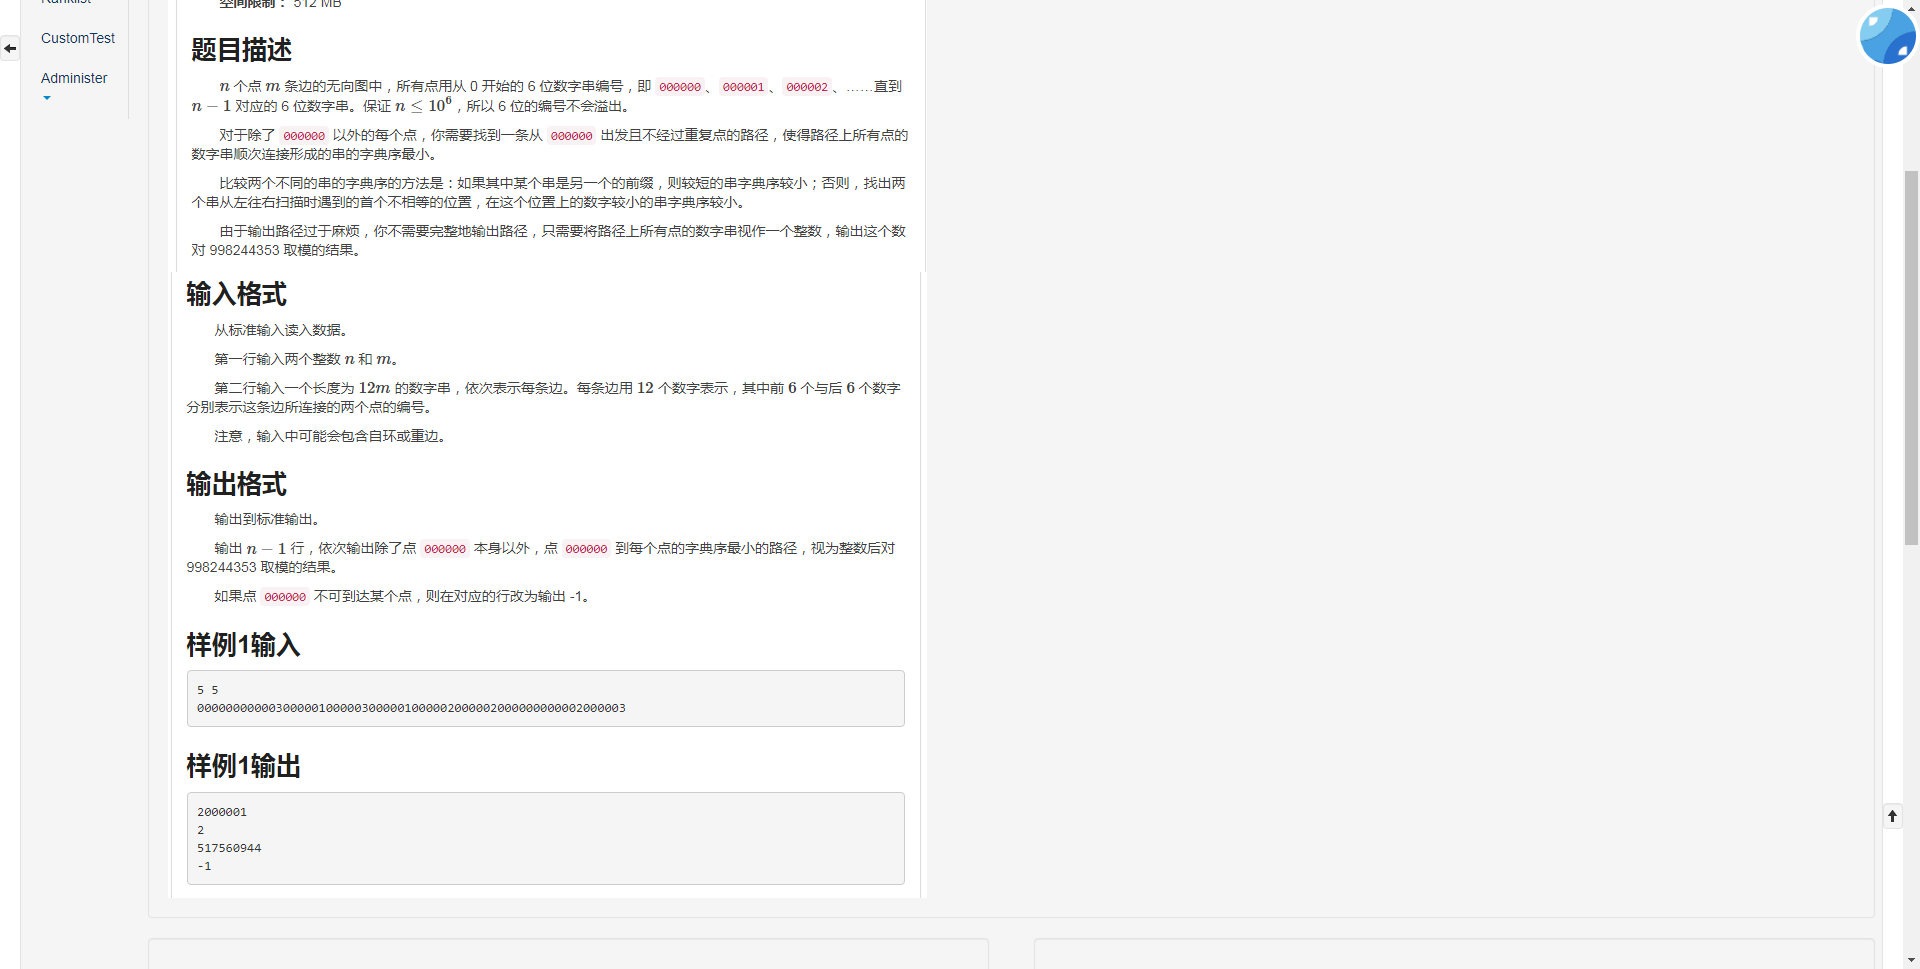 空间限制： 512 MB
CustomTest
Administer
题目描述
n 个点 m 条边的无向图中，所有点用从 0 开始的 6 位数字串编号，即 000000 、 000001 、 000002 、……直到
n − 1 对应的 6 位数字串。保证 n ≤ 10^6，所以 6 位的编号不会溢出。
对于除了 000000 以外的每个点，你需要找到一条从 000000 出发且不经过重复点的路径，使得路径上所有点的
数字串顺次连接形成的串的字典序最小。
比较两个不同的串的字典序的方法是：如果其中某个串是另一个的前缀，则较短的串字典序较小；否则，找出两
个串从左往右扫描时遇到的首个不相等的位置，在这个位置上的数字较小的串字典序较小。
由于输出路径过于麻烦，你不需要完整地输出路径，只需要将路径上所有点的数字串视作一个整数，输出这个数
对 998244353 取模的结果。
输入格式
从标准输入读入数据。
第一行输入两个整数 n 和 m。
第二行输入一个长度为 12m 的数字串，依次表示每条边。每条边用 12 个数字表示，其中前 6 个与后 6 个数字
分别表示这条边所连接的两个点的编号。
注意，输入中可能会包含自环或重边。
输出格式
输出到标准输出。
输出 n − 1 行，依次输出除了点 000000 本身以外，点 000000 到每个点的字典序最小的路径，视为整数后对
998244353 取模的结果。
如果点 000000 不可到达某个点，则在对应的行改为输出 -1。
样例1输入
5 5
000000000003000001000003000001000002000002000000000002000003
样例1输出
2000001
2
517560944
-1